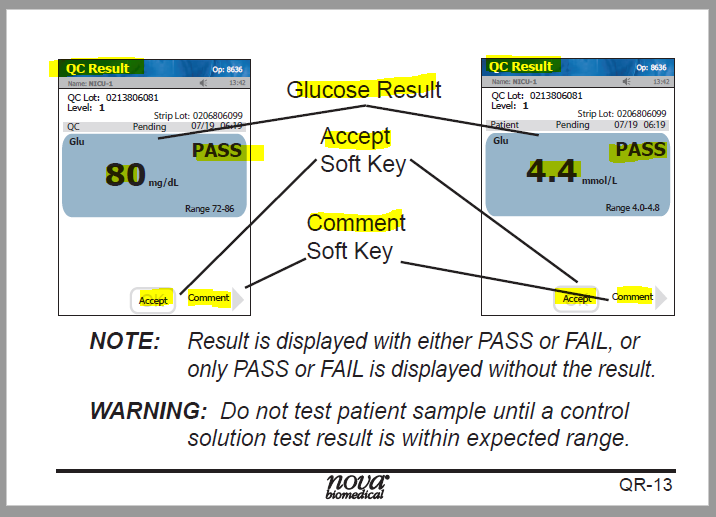 QC Result
Op: 8636
Name: NICU-1
13:42
QC Lot: 0213806081
Level: 1
Strip Lot: 0206806099
QC Pending 07/19 06:19
Glu
PASS
80 mg/dL
Range 72-86
Accept
Comment
Glucose Result
Accept
Soft Key
Comment
Soft Key
QC Result
Op: 8636
Name: NICU-1
13:42
QC Lot: 0213806081
Level: 1
Strip Lot: 0206806099
Patient Pending 07/19 06:19
Glu
PASS
4.4 mmol/L
Range 4.0-4.8
Accept
Comment
NOTE: Result is displayed with either PASS or FAIL, or
only PASS or FAIL is displayed without the result.
WARNING: Do not test patient sample until a control
solution test result is within expected range.
nova
biomedical
QR-13